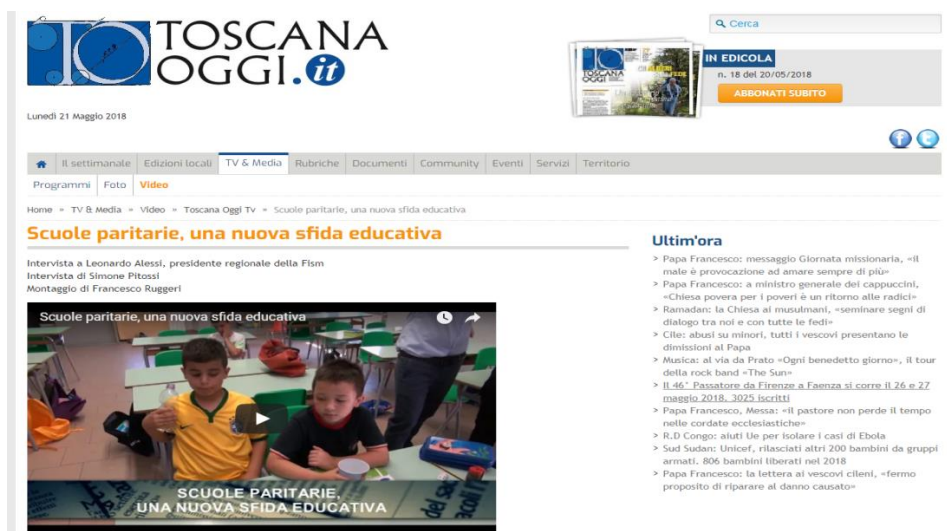 TOSCANA
OGGI.it
Cerca
IN EDICOLA
n. 18 del 20/05/2018
ABBONATI SUBITO
Lunedì 21 Maggio 2018
Il settimanale Edizioni locali TV & Media Rubriche Documenti Community Eventi Servizi Territorio
Programmi Foto Video
Home » TV & Media » Video » Toscana Oggi Tv » Scuole paritarie, una nuova sfida educativa
Scuole paritarie, una nuova sfida educativa
Intervista a Leonardo Alessi, presidente regionale della Fism
Intervista di Simone Pitossi
Montaggio di Francesco Ruggeri
Scuole paritarie, una nuova sfida educativa
SCUOLE PARITARIE,
UNA NUOVA SFIDA EDUCATIVA
Ultim'ora
> Papa Francesco: messaggio Giornata missionaria, «il
male è provocazione ad amare sempre di più»
> Papa Francesco: a ministro generale dei cappuccini,
«Chiesa povera per i poveri è un ritorno alle radici»
> Ramadan: la Chiesa ai musulmani, «seminare segni di
dialogo tra noi e con tutte le fedi»
> Cile: abusi su minori, tutti i vescovi presentano le
dimissioni al Papa
> Musica: al via da Prato «Ogni benedetto giorno», il tour
della rock band «The Sun»
> Il 46° Passatore da Firenze a Faenza si corre il 26 e 27
maggio 2018. 3025 iscritti
> Papa Francesco, Messa: «il pastore non perde il tempo
nelle cordate ecclesiastiche»
> R.D Congo: aiuti Ue per isolare i casi di Ebola
> Sud Sudan: Unicef, rilasciati altri 200 bambini da gruppi
armati. 806 bambini liberati nel 2018
> Papa Francesco: la lettera ai vescovi cileni, «fermo
proposito di riparare al danno causato»